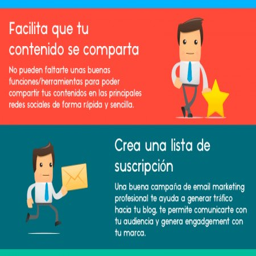 Facilita que tu
contenido se comparta
No pueden faltarte unas buenas
funciones/herramientas para poder
compartir tus contenidos en las principales
redes sociales de forma rápida y sencilla.
Crea una lista de
suscripción
Una buena campaña de email marketing
profesional te ayuda a generar tráfico
hacia tu blog, te permite comunicarte con
tu audiencia y genera engadgement con
tu marca.